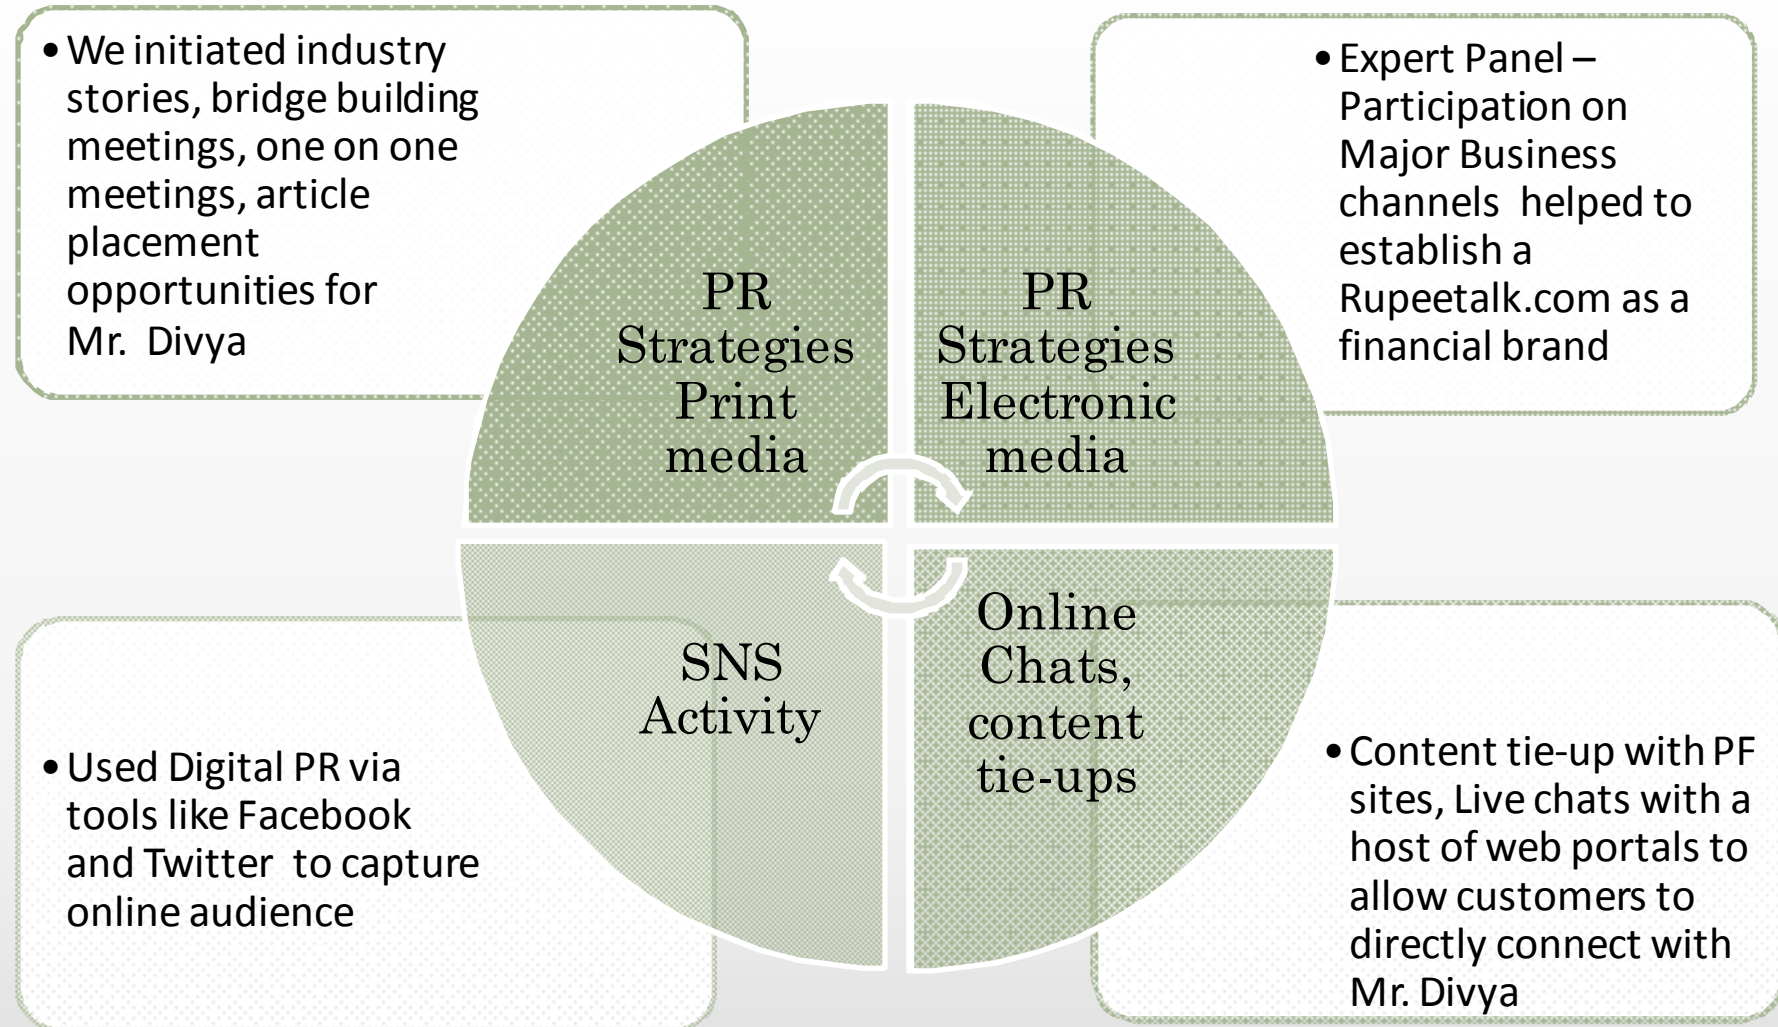 •We initiated industry
stories, bridge building
meetings, one on one
meetings, article
placement
opportunities for
Mr. Divya
•Expert Panel –
Participation on
Major Business
channels helped to
establish a
Rupeetalk.com as a
financial brand
PR
Strategies
Print
media
PR
Strategies
Electronic
media
SNS
Activity
Online
Chats,
content
tie-ups
•Used Digital PR via
tools like Facebook
and Twitter to capture
online audience
•Content tie-up with PF
sites, Live chats with a
host of web portals to
allow customers to
directly connect with
Mr. Divya